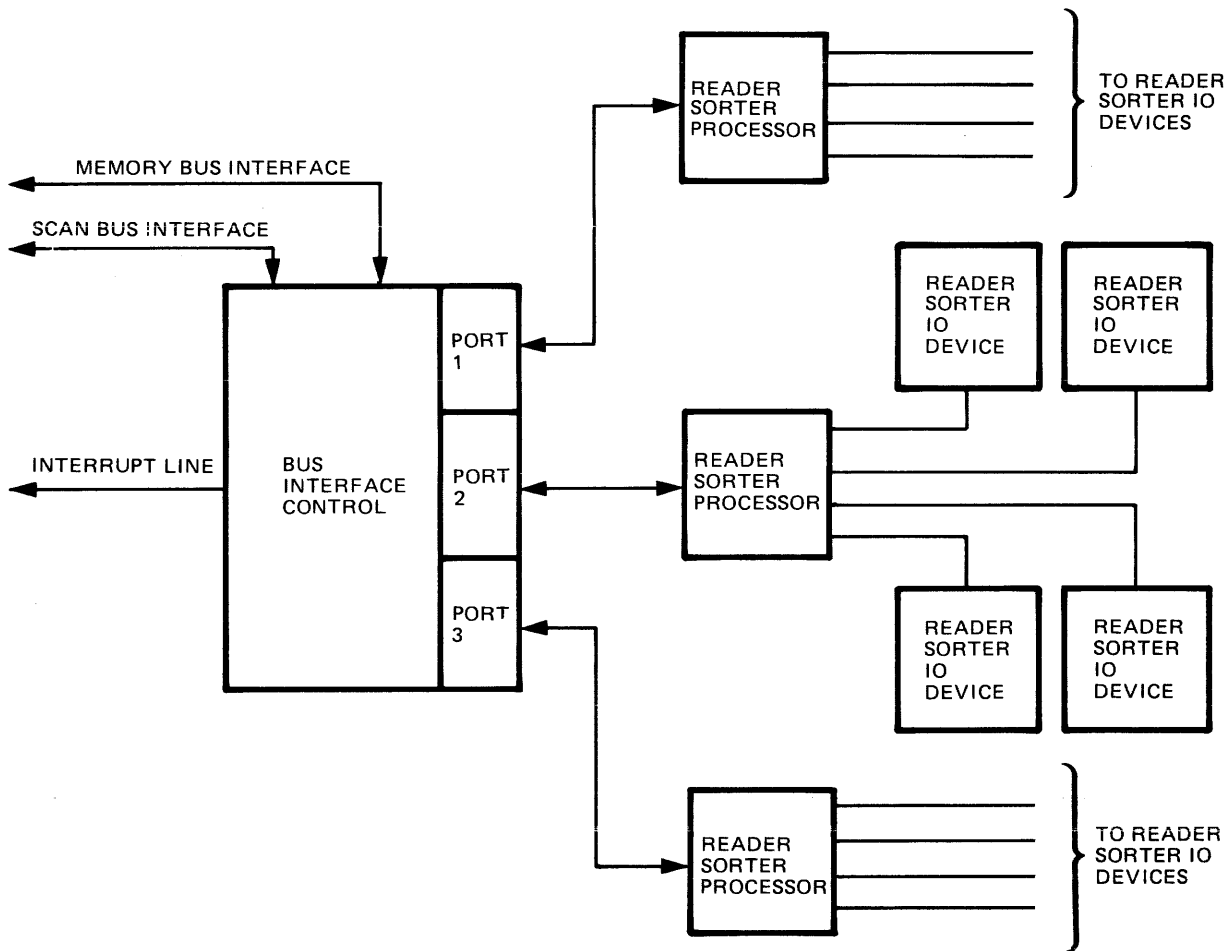 READER
SORTER
PROCESSOR
TO READER
SORTER IO
DEVICES
MEMORY BUS INTERFACE
SCAN BUS INTERFACE
READER
SORTER
IO
DEVICE
READER
SORTER
IO
DEVICE
PORT
1
INTERRUPT LINE
BUS
INTERFACE
CONTROL
PORT
2
READER
SORTER
PROCESSOR
PORT
3
READER
SORTER
IO
DEVICE
READER
SORTER
IO
DEVICE
READER
SORTER
PROCESSOR
TO READER
SORTER IO
DEVICES